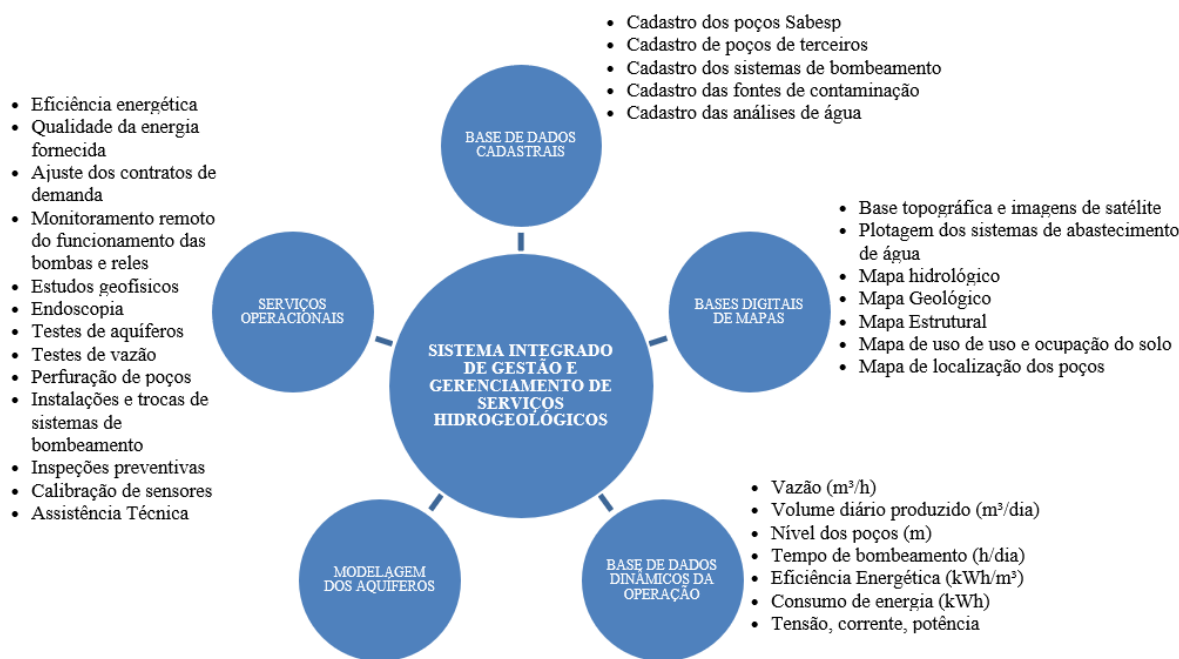 • Cadastro dos poços Sabesp
• Cadastro de poços de terceiros
• Cadastro dos sistemas de bombeamento
• Cadastro das fontes de contaminação
• Cadastro das análises de água
BASE DE DADOS
CADASTRAIS
• Eficiência energética
• Qualidade da energia
fornecida
• Ajuste dos contratos de
demanda
• Monitoramento remoto
do funcionamento das
bombas e reles
• Estudos geofísicos
• Endoscopia
• Testes de aquíferos
• Testes de vazão
• Perfuração de poços
• Instalações e trocas de
sistemas de
bombeamento
• Inspeções preventivas
• Calibração de sensores
• Assistência Técnica
SERVIÇOS
OPERACIONAIS
SISTEMA INTEGRADO
DE GESTÃO E
GERENCIAMENTO DE
SERVIÇOS
HIDROGEOLÓGICOS
BASES DIGITAIS
DE MAPAS
• Base topográfica e imagens de satélite
• Plotagem dos sistemas de abastecimento
de água
• Mapa hidrológico
• Mapa Geológico
• Mapa Estrutural
• Mapa de uso de uso e ocupação do solo
• Mapa de localização dos poços
MODELAGEM
DOS AQUÍFEROS
BASE DE DADOS
DINÂMICOS DA
OPERAÇÃO
• Vazão (m³/h)
• Volume diário produzido (m³/dia)
• Nível dos poços (m)
• Tempo de bombeamento (h/dia)
• Eficiência Energética (kWh/m³)
• Consumo de energia (kWh)
• Tensão, corrente, potência